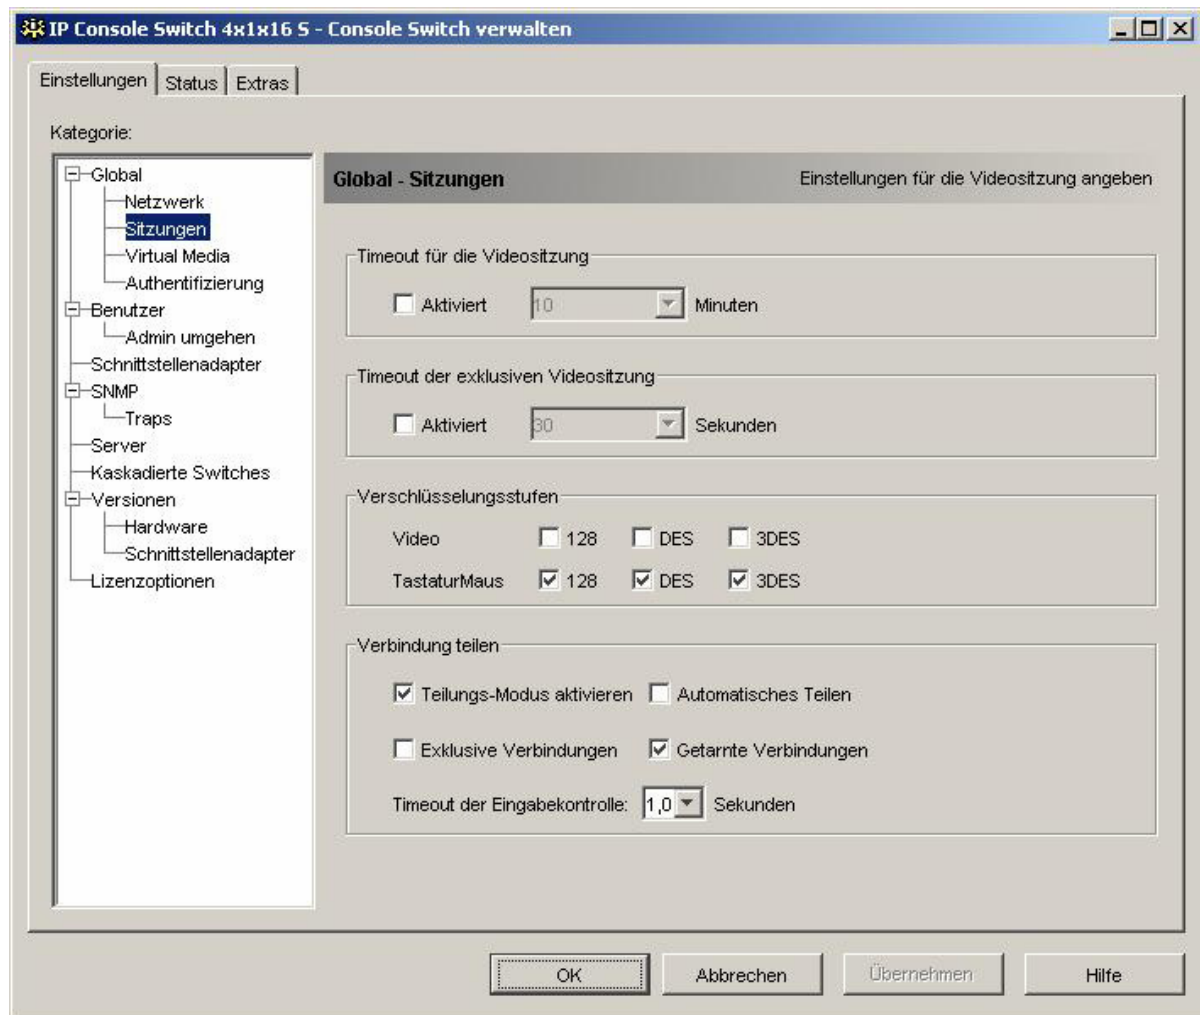 IP Console Switch 4x1x16 S - Console Switch verwalten
Einstellungen Status Extras
Kategorie:
Global
Netzwerk
Sitzungen
Virtual Media
Authentifizierung
Benutzer
Admin umgehen
Schnittstellenadapter
SNMP
Traps
Server
Kaskadierte Switches
Versionen
Hardware
Schnittstellenadapter
Lizenzoptionen
Global - Sitzungen Einstellungen für die Videositzung angeben
Timeout für die Videositzung
Aktiviert 10 Minuten
Timeout der exklusiven Videositzung
Aktiviert 30 Sekunden
Verschlüsselungsstufen
Video 128 DES 3DES
TastaturMaus 128 DES 3DES
Verbindung teilen
Teilungs-Modus aktivieren Automatisches Teilen
Exklusive Verbindungen Getarnte Verbindungen
Timeout der Eingabekontrolle: 1,0 Sekunden
OK Abbrechen Übernehmen Hilfe